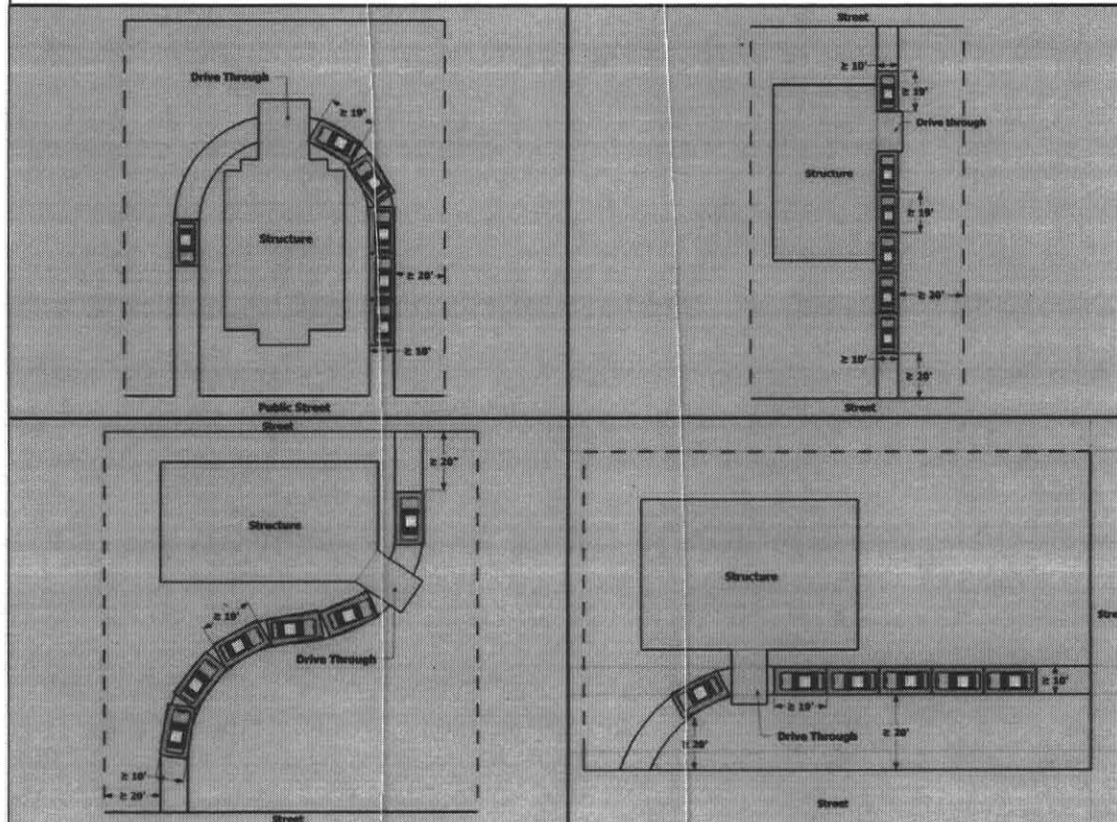 Drive Through
≥ 19'
Structure
≥ 20'
≥ 10'
Public Street
Street
≥ 10'
≥ 19'
Drive through
Structure
≥ 19'
≥ 20'
≥ 10'
≥ 20'
Street
Street
≥ 20"
Structure
≥ 19'
Drive Through
≥ 10'
≥ 20'
Street
Structure
≥ 10'
≥ 19'
≥ 20'
Drive Through
≥ 20'
Street